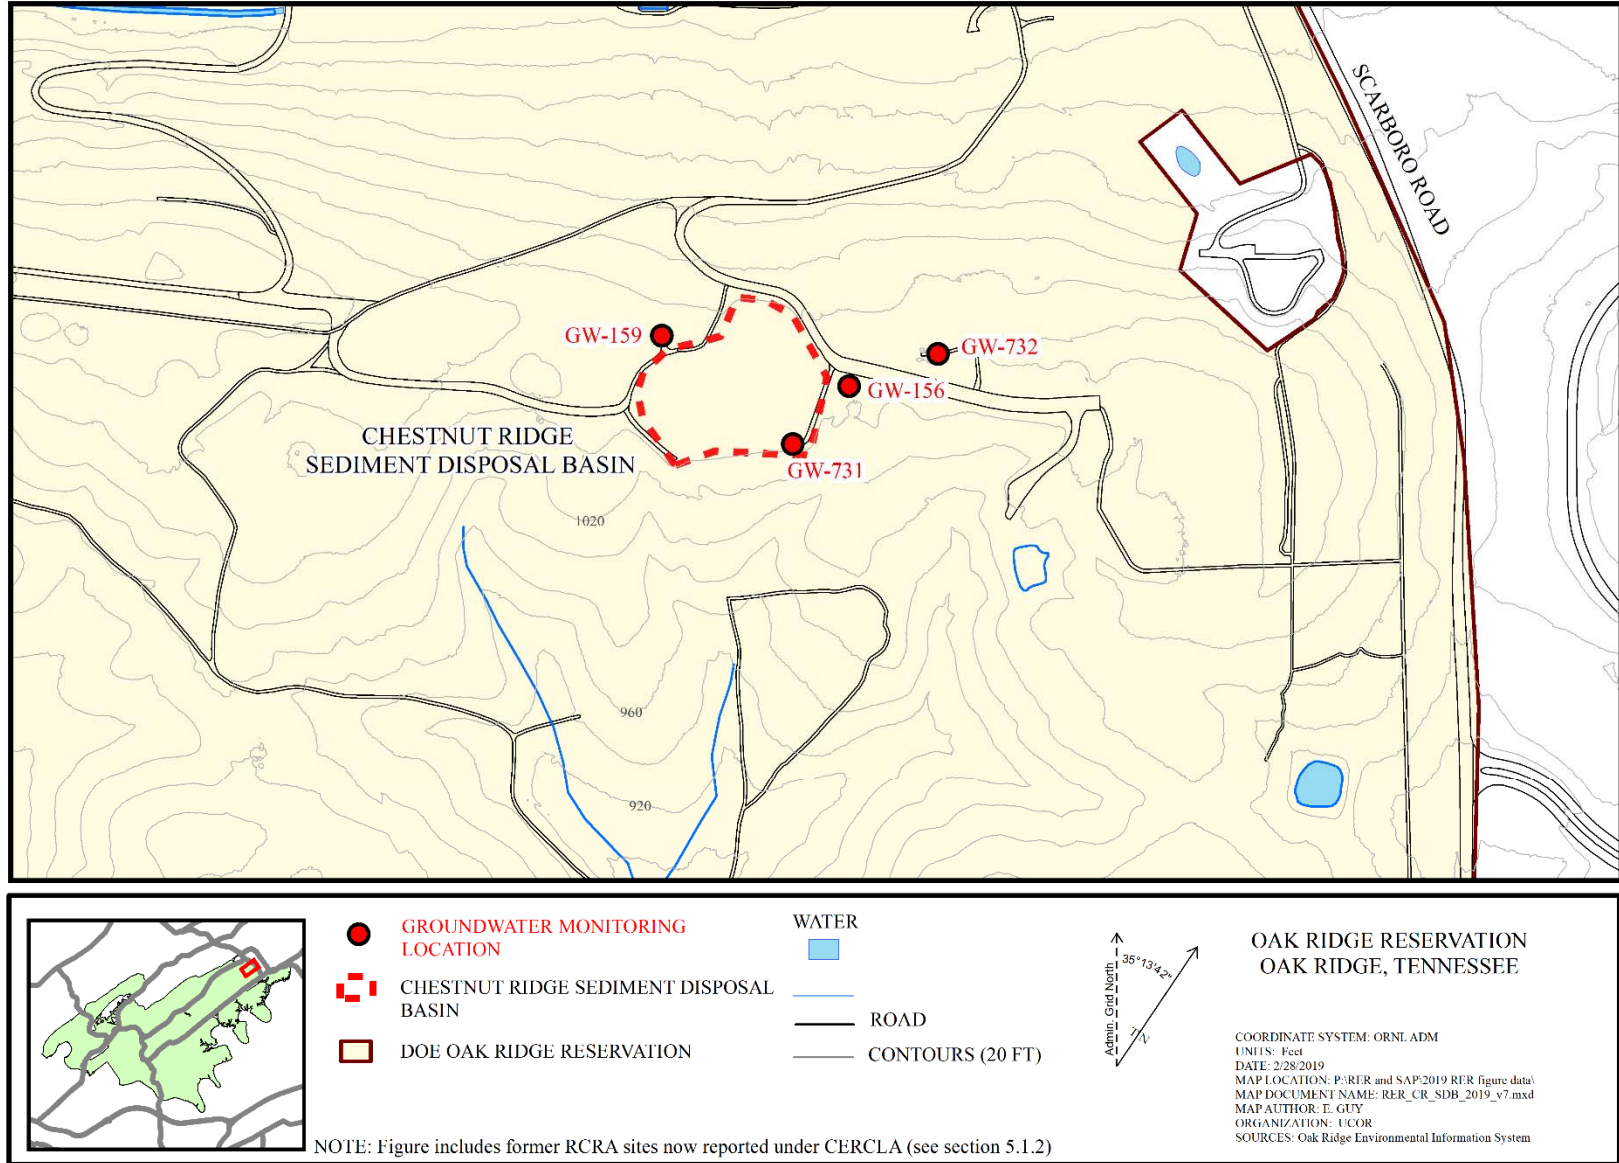 SCARBORO ROAD
GW-159
GW-732
GW-156
CHESTNUT RIDGE
SEDIMENT DISPOSAL BASIN
GW-731
1020
960
920
GROUNDWATER MONITORING
LOCATION
CHESTNUT RIDGE SEDIMENT DISPOSAL
BASIN
DOE OAK RIDGE RESERVATION
WATER
ROAD
CONTOURS (20 FT)
Admin. Grid North
35°13'42"
TN
OAK RIDGE RESERVATION
OAK RIDGE, TENNESSEE
COORDINATE SYSTEM: ORNL ADM
UNITS: Feet
DATE: 2/28/2019
MAP LOCATION: P:\RER and SAP\2019 RER figure data\
MAP DOCUMENT NAME: RER_CR_SDB_2019_v7.mxd
MAP AUTHOR: E. GUY
ORGANIZATION: UCOR
SOURCES: Oak Ridge Environmental Information System
NOTE: Figure includes former RCRA sites now reported under CERCLA (see section 5.1.2)